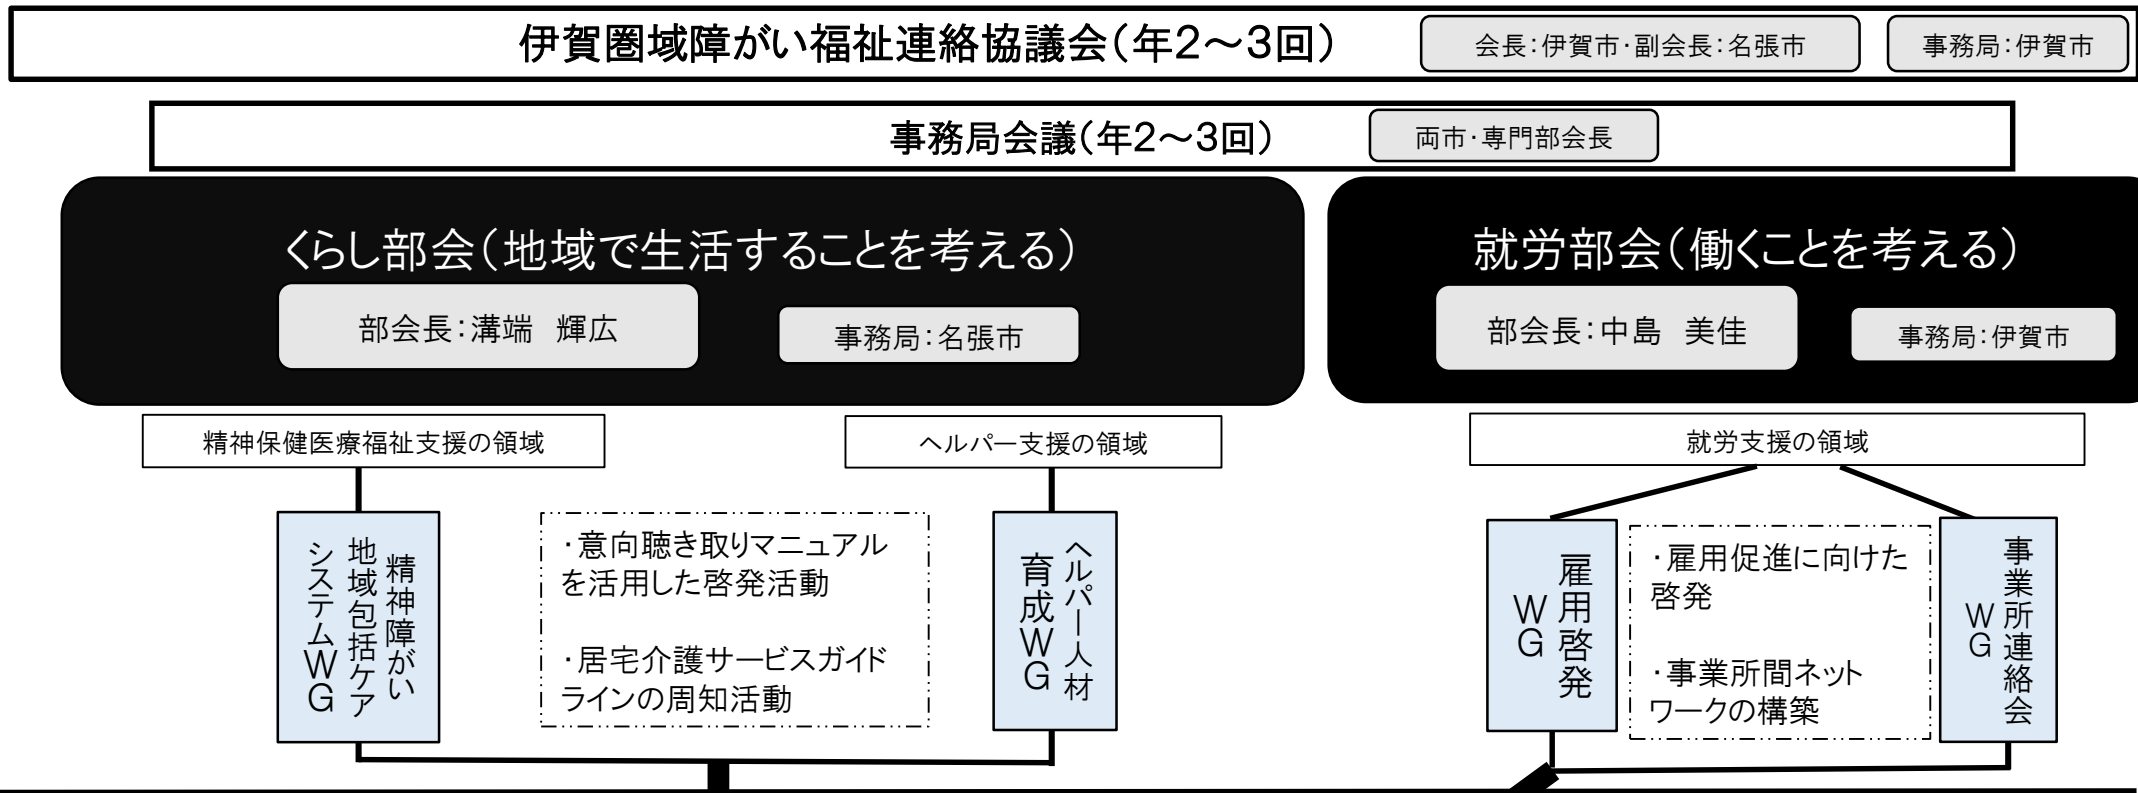 伊賀圏域障がい福祉連絡協議会（年2～3回）
会長：伊賀市・副会長：名張市
事務局：伊賀市
事務局会議（年2～3回）
両市・専門部会長
くらし部会（地域で生活することを考える）
部会長：溝端　輝広
事務局：名張市
就労部会（働くことを考える）
部会長：中島　美佳
事務局：伊賀市
精神保健医療福祉支援の領域
ヘルパー支援の領域
就労支援の領域
精神障がい
地域包括ケア
システムWG
・意向聴き取りマニュアル
を活用した啓発活動
・居宅介護サービスガイド
ラインの周知活動
ヘルパー人材
育成WG
雇用啓発
WG
・雇用促進に向けた
啓発
・事業所間ネット
ワークの構築
事業所連絡会
WG